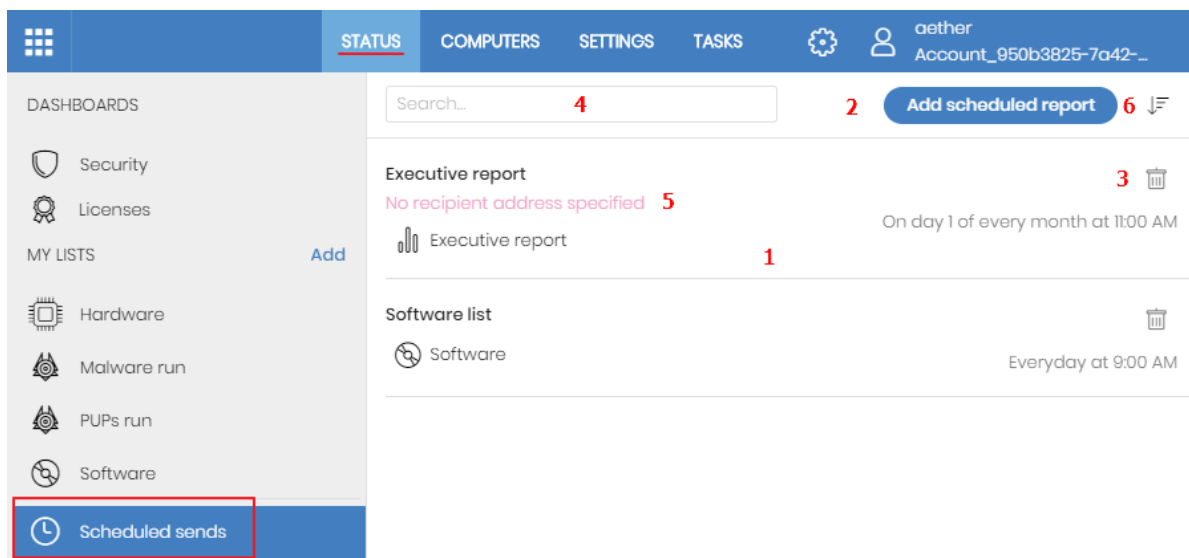 STATUS COMPUTERS SETTINGS TASKS
aether
Account_950b3825-7a42-...
DASHBOARDS
Security
Licenses
MY LISTS Add
Hardware
Malware run
PUPs run
Software
Scheduled sends
Search... 4
2 Add scheduled report 6
Executive report 3
No recipient address specified 5
On day 1 of every month at 11:00 AM
Executive report
1
Software list
Software
Everyday at 9:00 AM